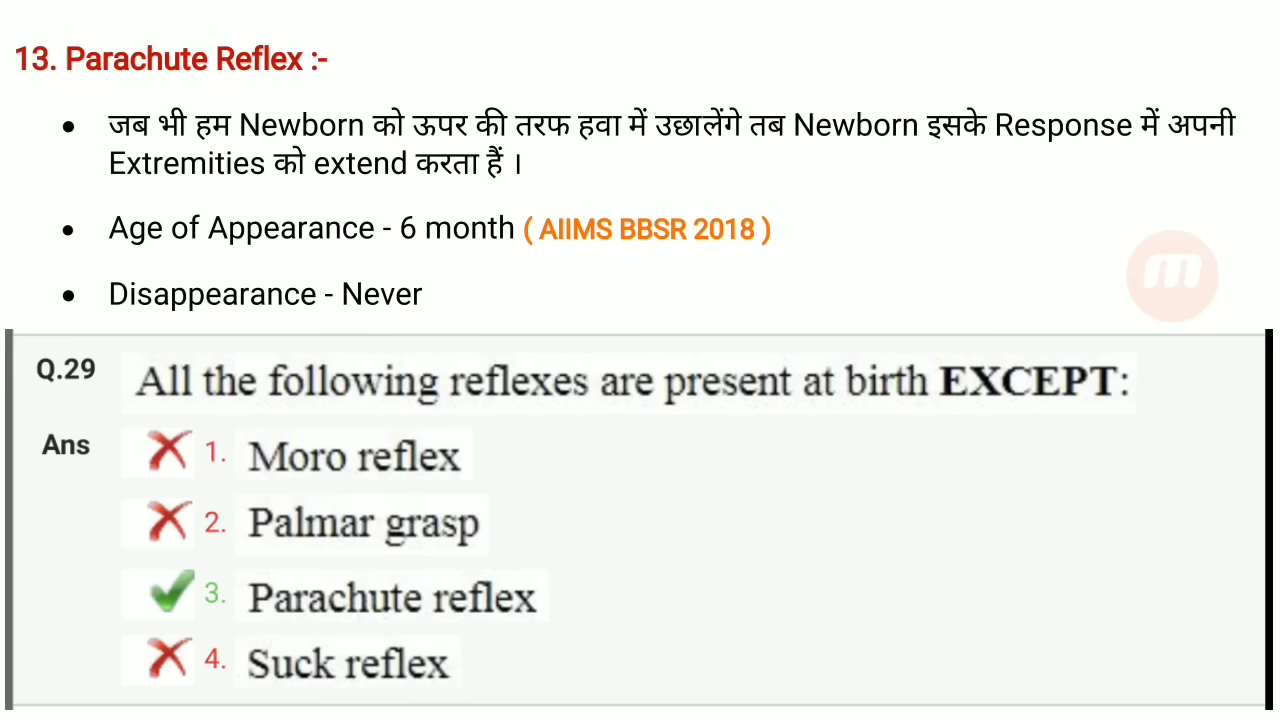 13. Parachute Reflex :-
• जब भी हम Newborn को ऊपर की तरफ हवा में उछालेंगे तब Newborn इसके Response में अपनी
Extremities को extend करता हैं ।
• Age of Appearance - 6 month ( AIIMS BBSR 2018 )
• Disappearance - Never
Q.29 All the following reflexes are present at birth EXCEPT:
Ans 1. Moro reflex
2. Palmar grasp
3. Parachute reflex
4. Suck reflex